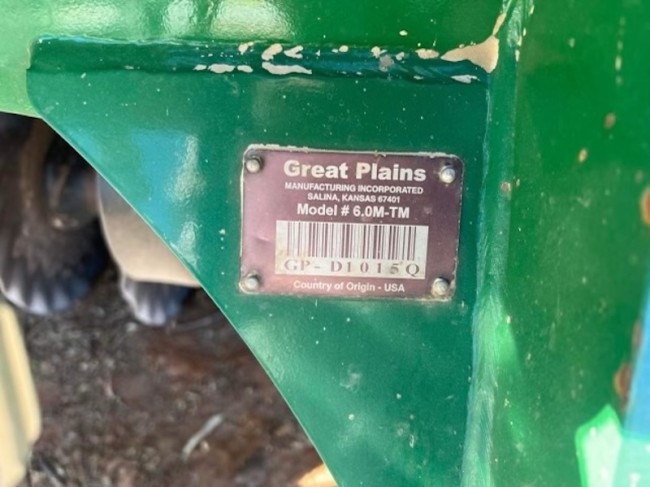 Great Plains
MANUFACTURING INCORPORATED
SALINA, KANSAS 67401
Model # 6.0M-TM
GP-D1015Q
Country of Origin - USA